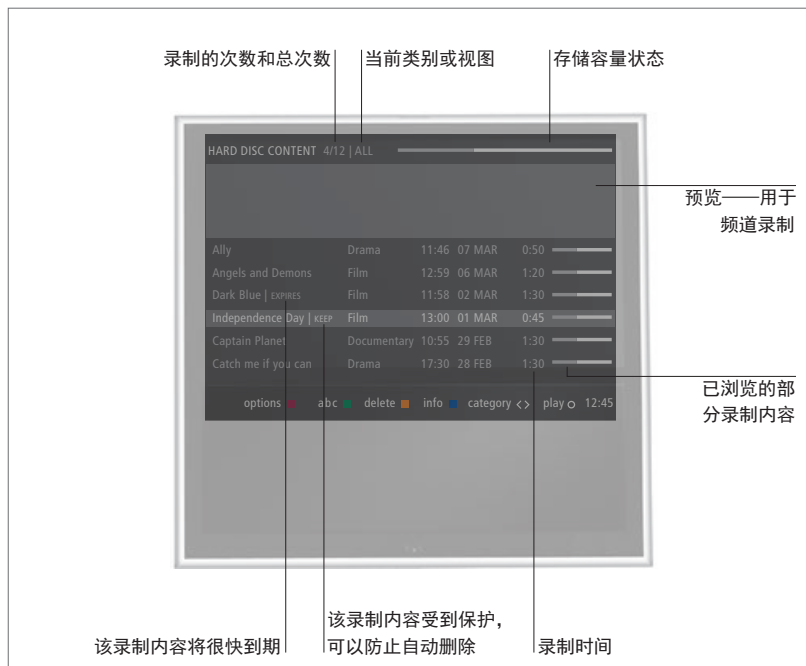 录制的次数和总次数
当前类别或视图
存储容量状态
HARD DISC CONTENT 4/12 | ALL
预览——用于
频道录制
Ally Drama 11:46 07 MAR 0:50
Angels and Demons Film 12:59 06 MAR 1:20
Dark Blue | EXPIRES Film 11:58 02 MAR 1:30
Independence Day | KEEP Film 13:00 01 MAR 0:45
Captain Planet Documentary 10:55 29 FEB 1:30
Catch me if you can Drama 17:30 28 FEB 1:30
已浏览的部
分录制内容
options abc delete info category <> play 12:45
该录制内容将很快到期
该录制内容受到保护，
可以防止自动删除
录制时间